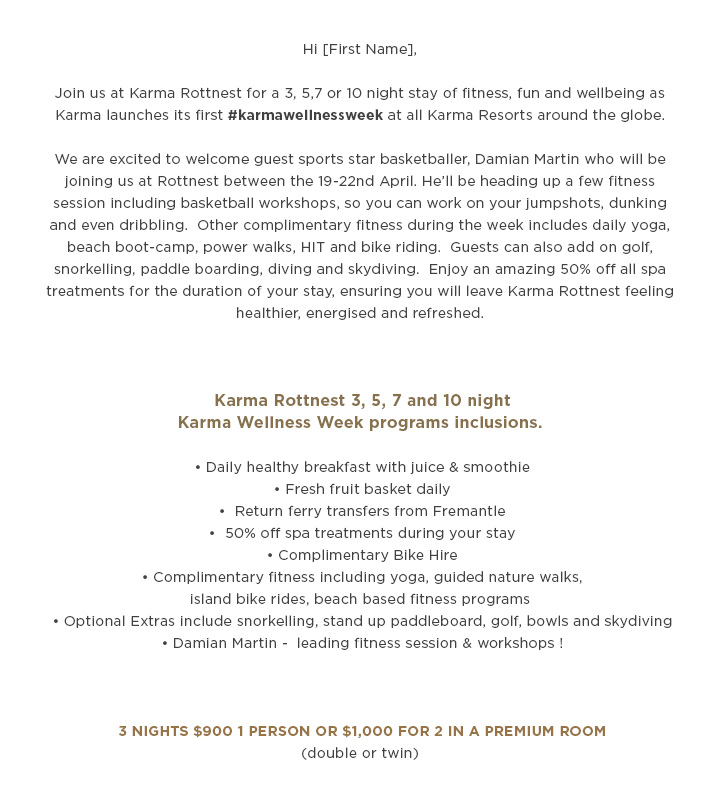 Hi [First Name],
Join us at Karma Rottnest for a 3, 5,7 or 10 night stay of fitness, fun and wellbeing as
Karma launches its first #karmawellnessweek at all Karma Resorts around the globe.
We are excited to welcome guest sports star basketballer, Damian Martin who will be
joining us at Rottnest between the 19-22nd April. He'll be heading up a few fitness
session including basketball workshops, so you can work on your jumpshots, dunking
and even dribbling.  Other complimentary fitness during the week includes daily yoga,
beach boot-camp, power walks, HIT and bike riding.  Guests can also add on golf,
snorkelling, paddle boarding, diving and skydiving.  Enjoy an amazing 50% off all spa
treatments for the duration of your stay, ensuring you will leave Karma Rottnest feeling
healthier, energised and refreshed.
Karma Rottnest 3, 5, 7 and 10 night
Karma Wellness Week programs inclusions.
• Daily healthy breakfast with juice & smoothie
• Fresh fruit basket daily
•  Return ferry transfers from Fremantle
•  50% off spa treatments during your stay
• Complimentary Bike Hire
• Complimentary fitness including yoga, guided nature walks,
island bike rides, beach based fitness programs
• Optional Extras include snorkelling, stand up paddleboard, golf, bowls and skydiving
• Damian Martin -  leading fitness session & workshops !
3 NIGHTS $900 1 PERSON OR $1,000 FOR 2 IN A PREMIUM ROOM
(double or twin)